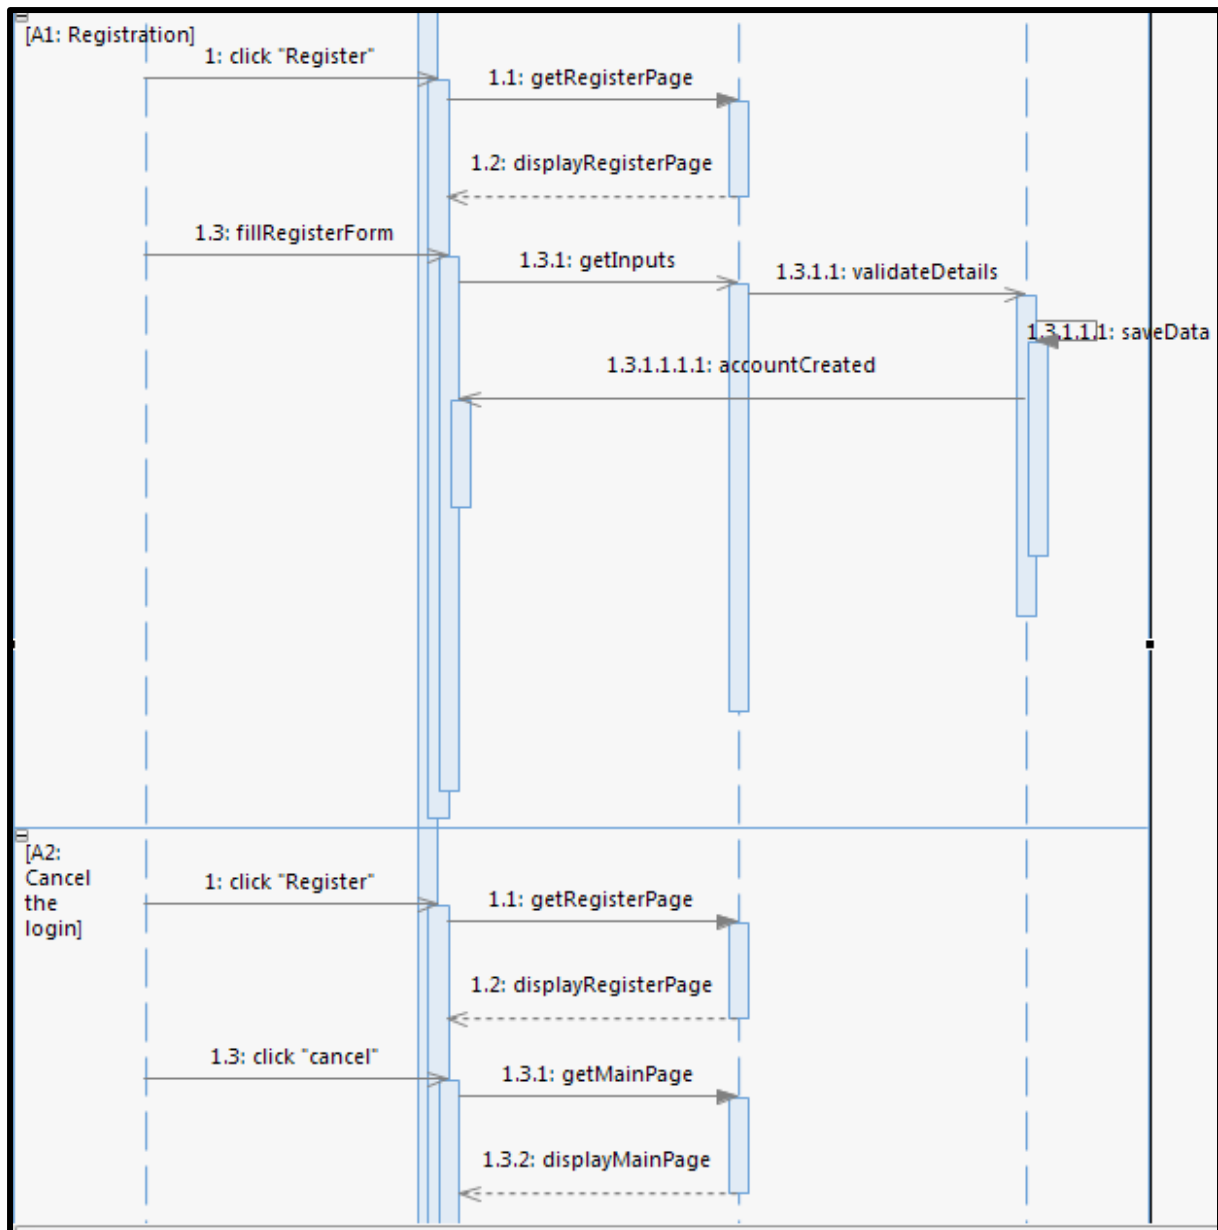 [A1: Registration]
1: click "Register"
1.1: getRegisterPage
1.2: displayRegisterPage
1.3: fillRegisterForm
1.3.1: getInputs
1.3.1.1: validateDetails
1.3.1.1.1: saveData
1.3.1.1.1.1: accountCreated
[A2:
Cancel
the
login]
1: click "Register"
1.1: getRegisterPage
1.2: displayRegisterPage
1.3: click "cancel"
1.3.1: getMainPage
1.3.2: displayMainPage